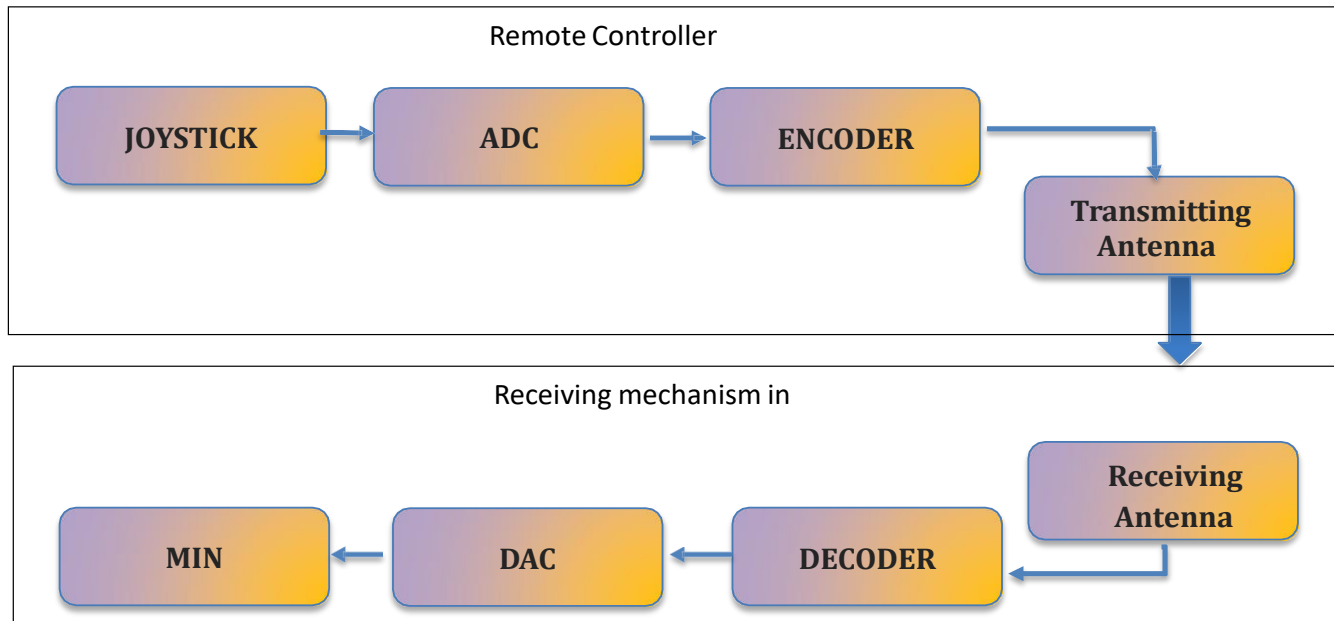 Remote Controller
JOYSTICK
ADC
ENCODER
Transmitting
Antenna
Receiving mechanism in
Receiving
Antenna
MIN
DAC
DECODER